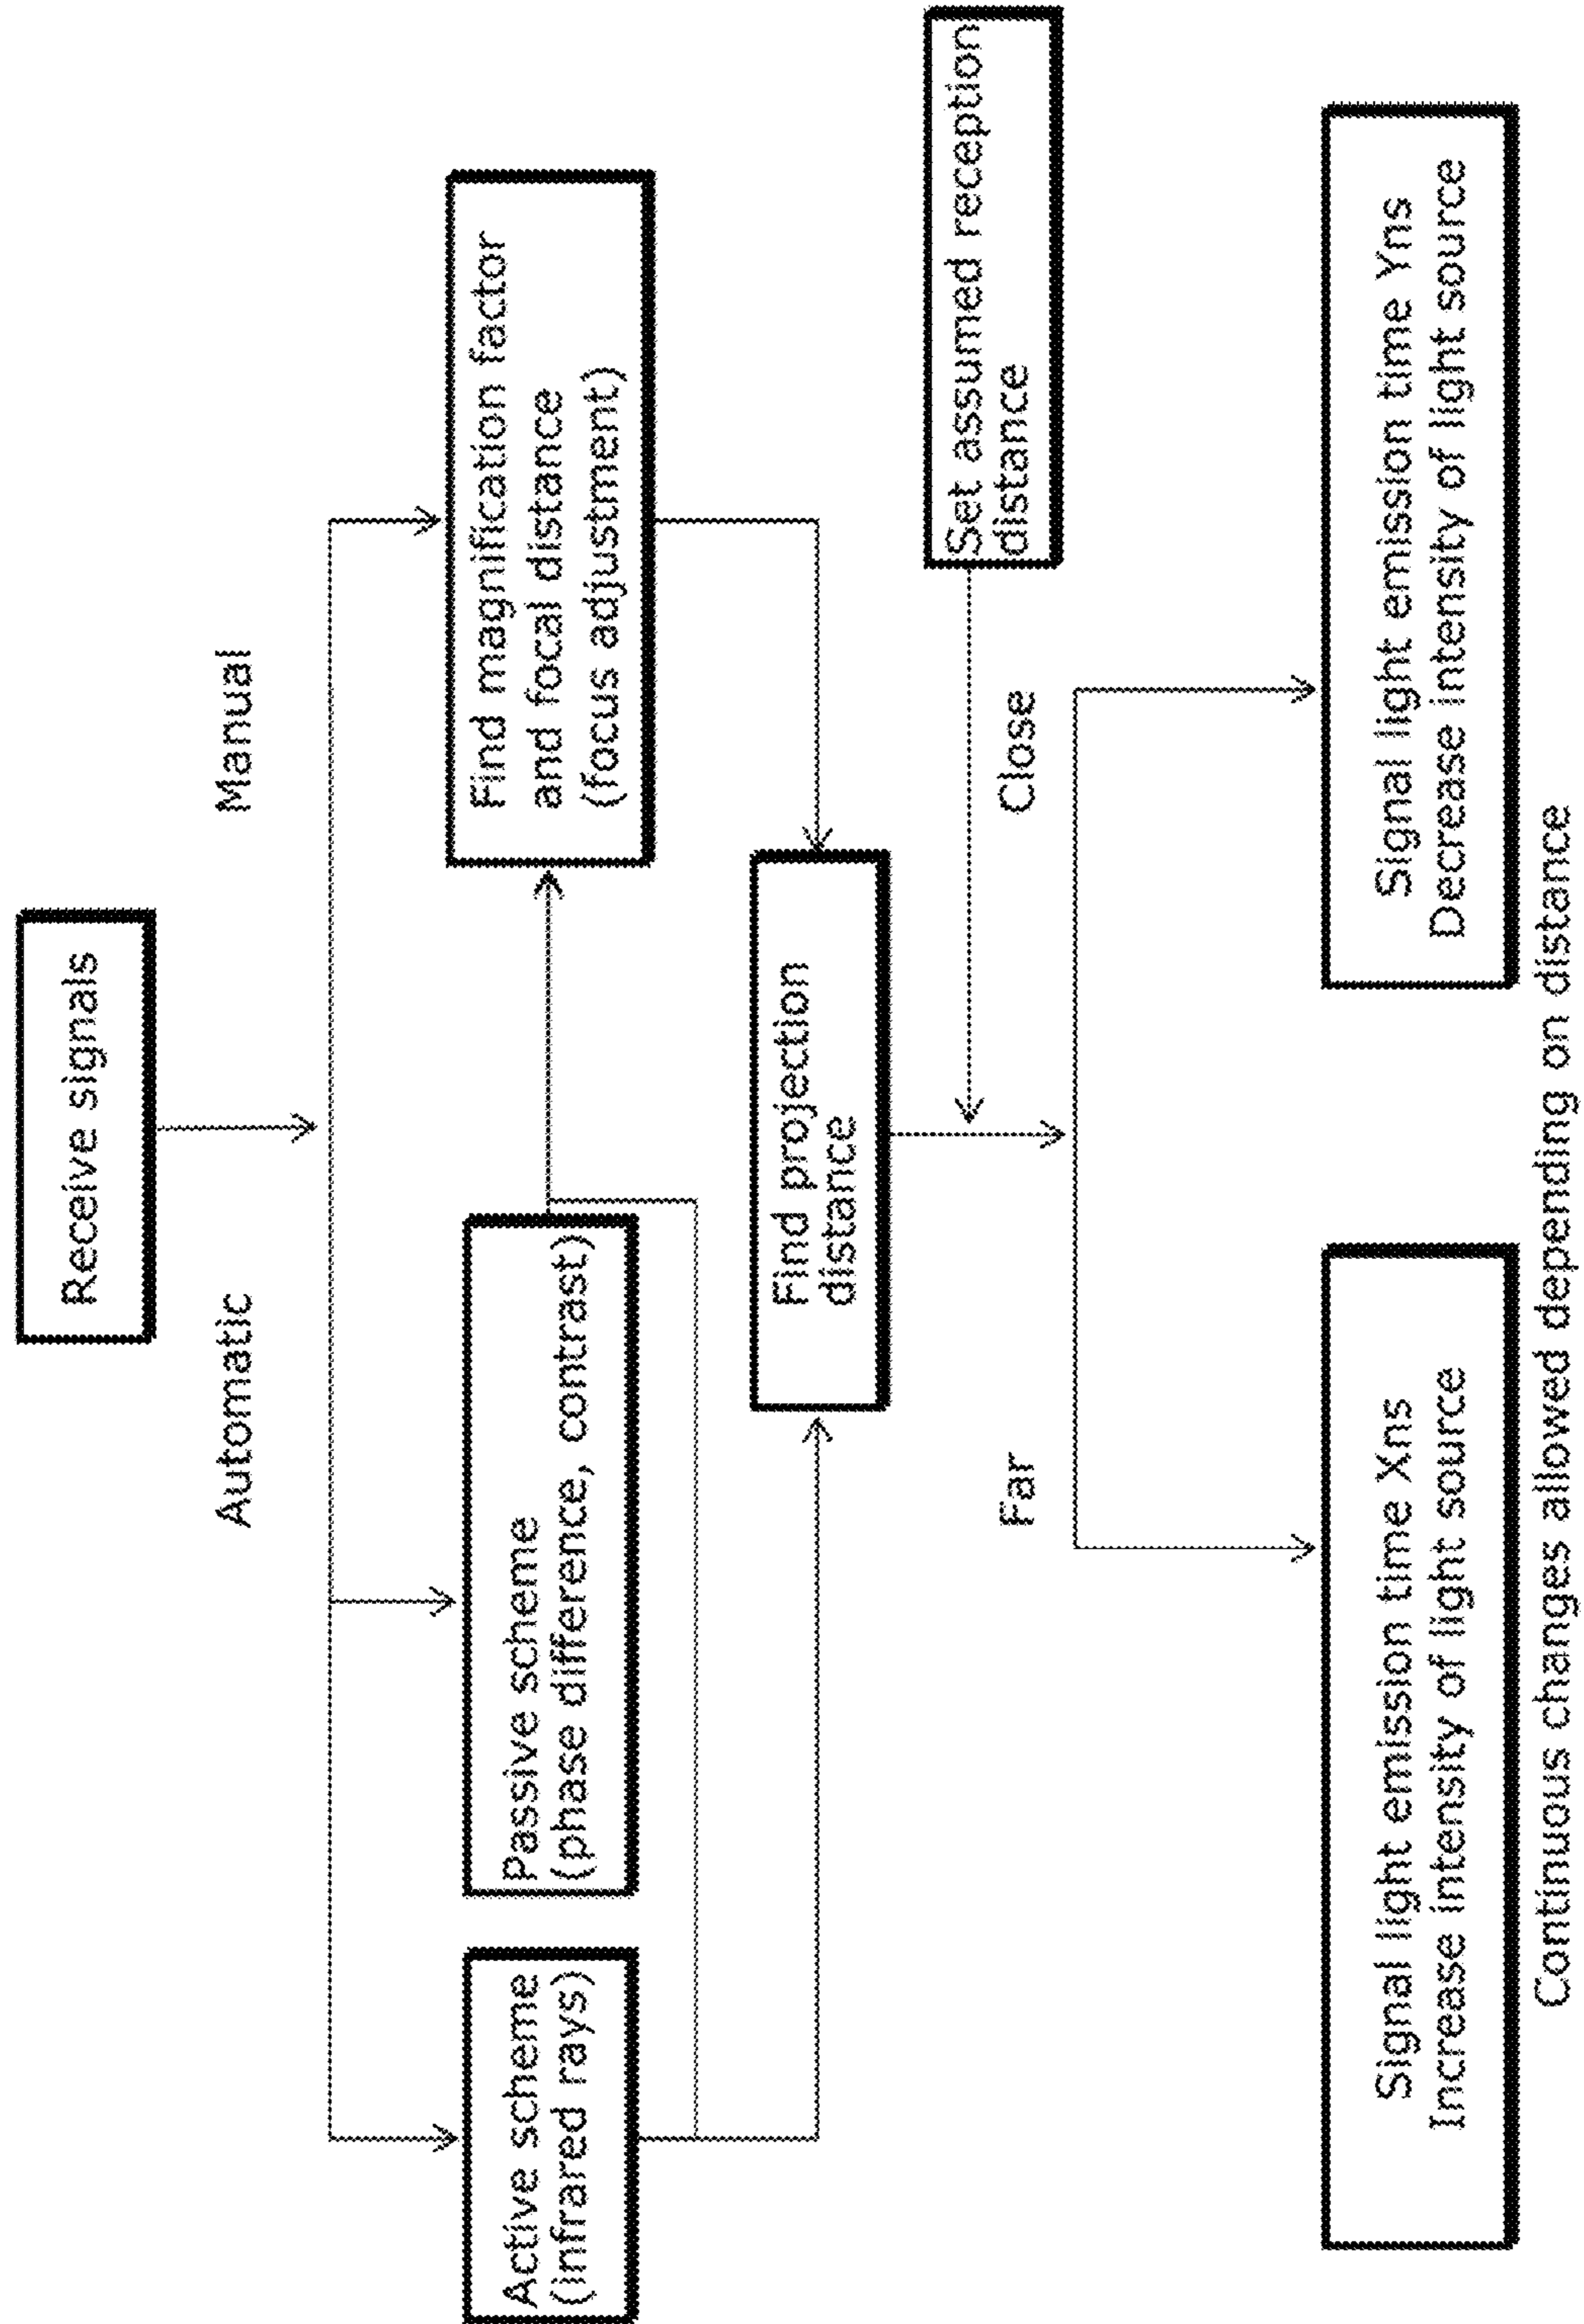 Receive signals
Automatic
Manual
Active scheme
(infrared rays)
Passive scheme
(phase difference, contrast)
Find magnification factor
and focal distance
(focus adjustment)
Find projection
distance
Set assumed reception
distance
Far
Close
Signal light emission time Xns
Increase intensity of light source
Signal light emission time Yns
Decrease intensity of light source
Continuous changes allowed depending on distance